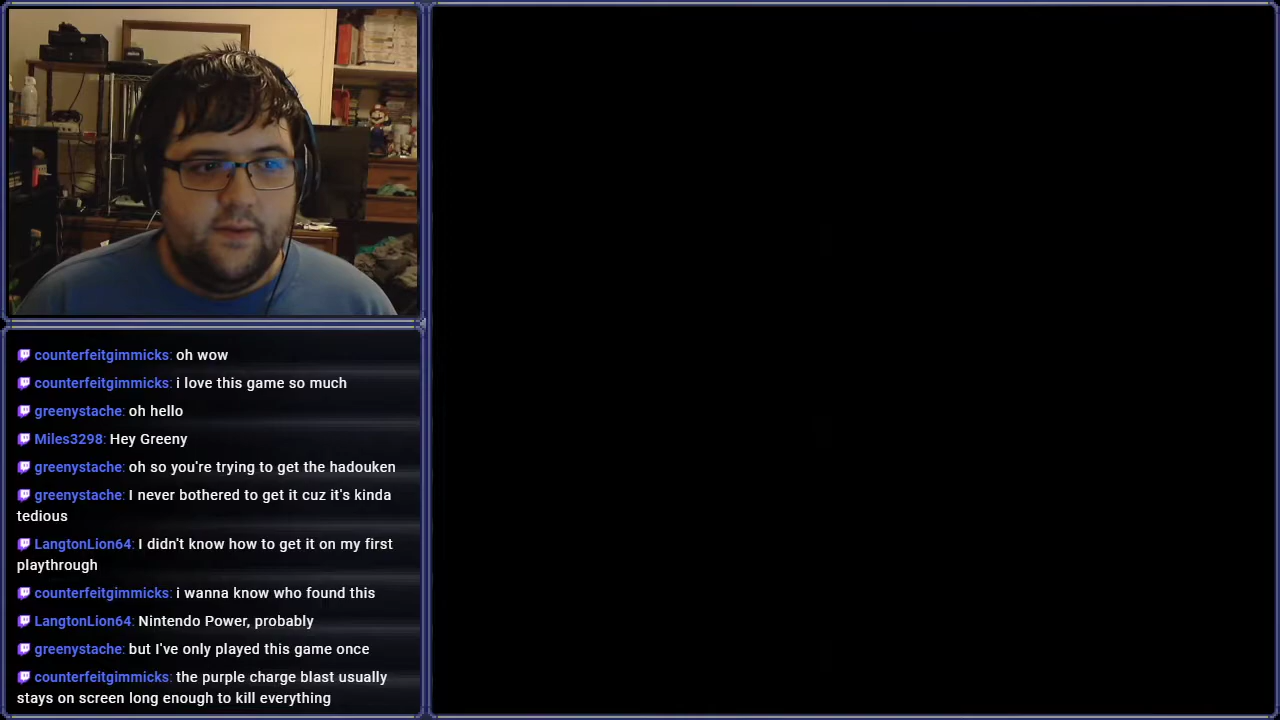 counterfeitgimmicks: oh wow
counterfeitgimmicks: i love this game so much
greenystache: oh hello
Miles3298: Hey Greeny
greenystache: oh so you're trying to get the hadouken
greenystache: I never bothered to get it cuz it's kinda
tedious
LangtonLion64: I didn't know how to get it on my first
playthrough
counterfeitgimmicks: i wanna know who found this
LangtonLion64: Nintendo Power, probably
greenystache: but I've only played this game once
counterfeitgimmicks: the purple charge blast usually
stays on screen long enough to kill everything